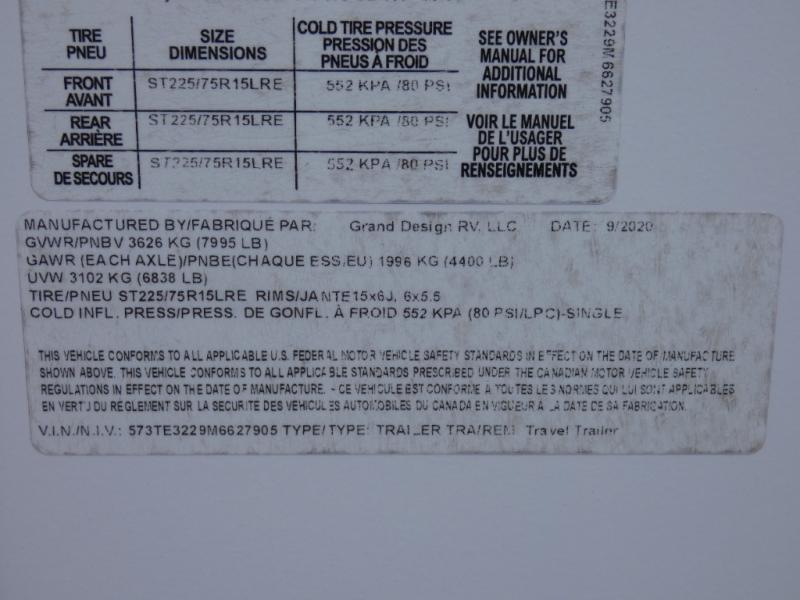 TIRE PNEU SIZE DIMENSIONS COLD TIRE PRESSURE PRESSION DES PNEUS À FROID
FRONT AVANT ST225/75R15LRE 552 KPA /80 PSI
REAR ARRIÈRE ST225/75R15LRE 552 KPA /80 PSI
SPARE DE SECOURS ST225/75R15LRE 552 KPA /80 PSI
SEE OWNER'S
MANUAL FOR
ADDITIONAL
INFORMATION
VOIR LE MANUEL
DE L'USAGER
POUR PLUS DE
RENSEIGNEMENTS
E3229M6627905
MANUFACTURED BY/FABRIQUÉ PAR: Grand Design RV, LLC DATE: 9/2020
GVWR/PNBV 3626 KG (7995 LB)
GAWR (EACH AXLE)/PNBE(CHAQUE ESSIEU) 1996 KG (4400 LB)
UVW 3102 KG (6838 LB)
TIRE/PNEU ST225/75R15LRE RIMS/JANTE15x6J, 6x5.5
COLD INFL. PRESS/PRESS. DE GONFL. À FROID 552 KPA (80 PSI/LPC)-SINGLE
THIS VEHICLE CONFORMS TO ALL APPLICABLE U.S. FEDERAL MOTOR VEHICLE SAFETY STANDARDS IN EFFECT ON THE DATE OF MANUFACTURE
SHOWN ABOVE. THIS VEHICLE CONFORMS TO ALL APPLICABLE STANDARDS PRESCRIBED UNDER THE CANADIAN MOTOR VEHICLE SAFETY
REGULATIONS IN EFFECT ON THE DATE OF MANUFACTURE. - CE VEHICULE EST CONFORME A TOUTES LES NORMES QUI LUI SONT APPLICABLES
EN VERTU DU REGLEMENT SUR LA SECURITE DES VEHICULES AUTOMOBILES DU CANADA EN VIGUEUR A LA DATE DE SA FABRICATION.
V.I.N./N.I.V.: 573TE3229M6627905 TYPE/TYPE: TRAILER TRA/REM Travel Trailer